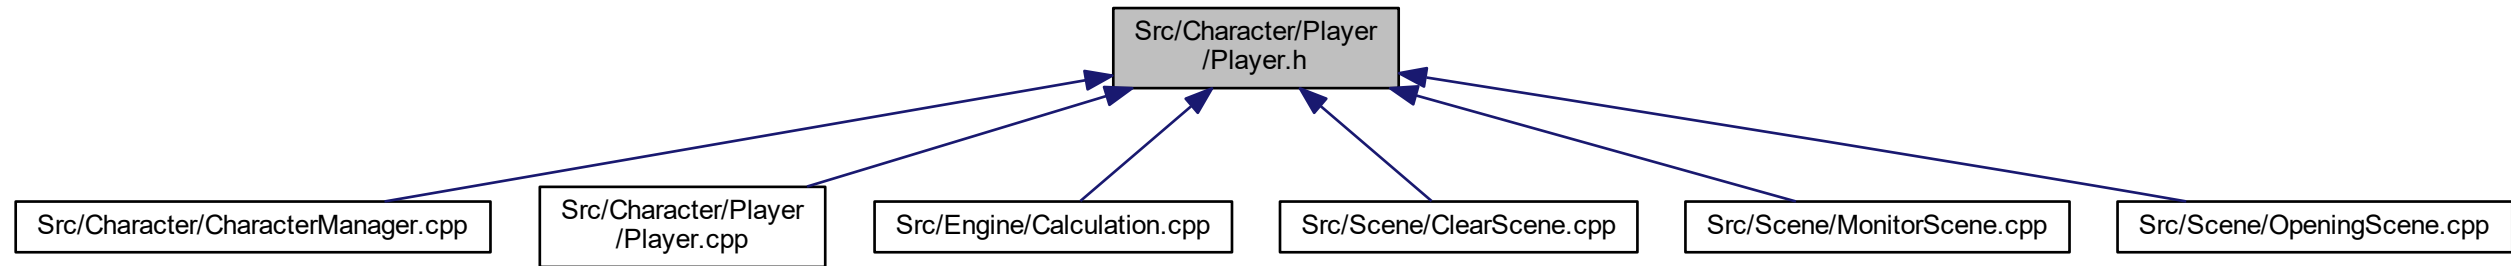 Src/Character/Player
/Player.h
Src/Character/CharacterManager.cpp
Src/Character/Player
/Player.cpp
Src/Engine/Calculation.cpp
Src/Scene/ClearScene.cpp
Src/Scene/MonitorScene.cpp
Src/Scene/OpeningScene.cpp